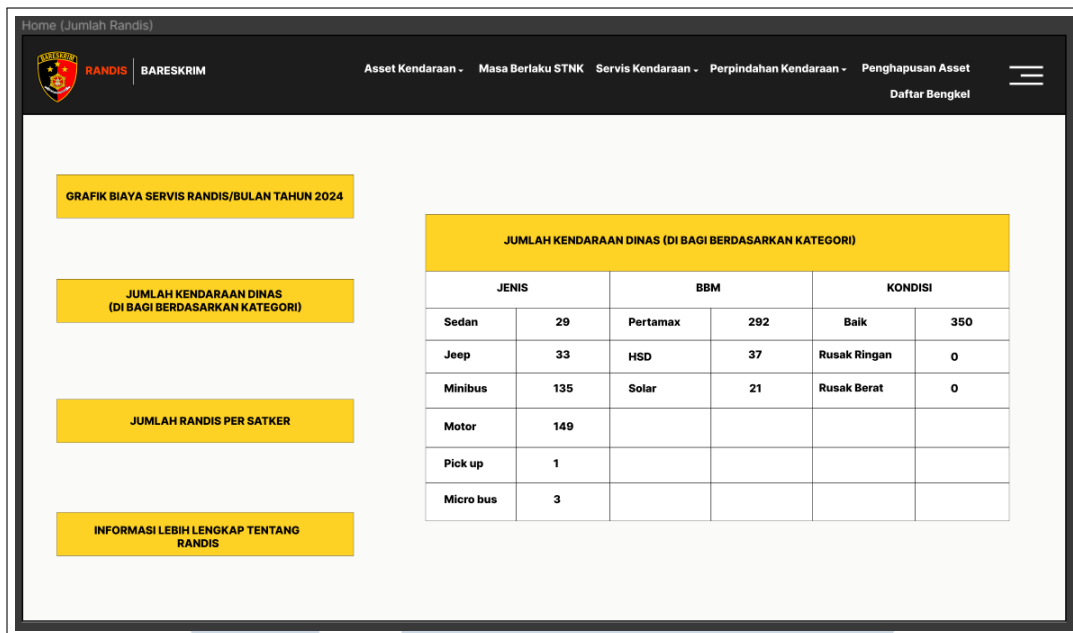 Home (Jumlah Randis)
BARESKRIM
RANDIS BARESKRIM
Asset Kendaraan Masa Berlaku STNK Servis Kendaraan Perpindahan Kendaraan Penghapusan Asset
Daftar Bengkel
GRAFIK BIAYA SERVIS RANDIS/BULAN TAHUN 2024
JUMLAH KENDARAAN DINAS
(DI BAGI BERDASARKAN KATEGORI)
JUMLAH RANDIS PER SATKER
INFORMASI LEBIH LENGKAP TENTANG
RANDIS
JUMLAH KENDARAAN DINAS (DI BAGI BERDASARKAN KATEGORI)
JENIS BBM KONDISI
Sedan 29 Pertamax 292 Baik 350
Jeep 33 HSD 37 Rusak Ringan 0
Minibus 135 Solar 21 Rusak Berat 0
Motor 149
Pick up 1
Micro bus 3